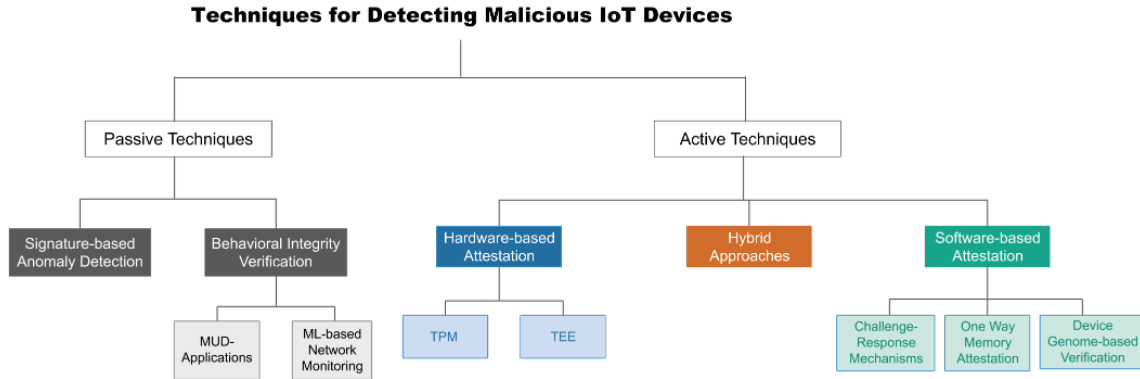 Techniques for Detecting Malicious IoT Devices
Passive Techniques
Active Techniques
Signature-based
Anomaly Detection
Behavioral Integrity
Verification
Hardware-based
Attestation
Hybrid
Approaches
Software-based
Attestation
MUD-
Applications
ML-based
Network
Monitoring
TPM
TEE
Challenge-
Response
Mechanisms
One Way
Memory
Attestation
Device
Genome-based
Verification